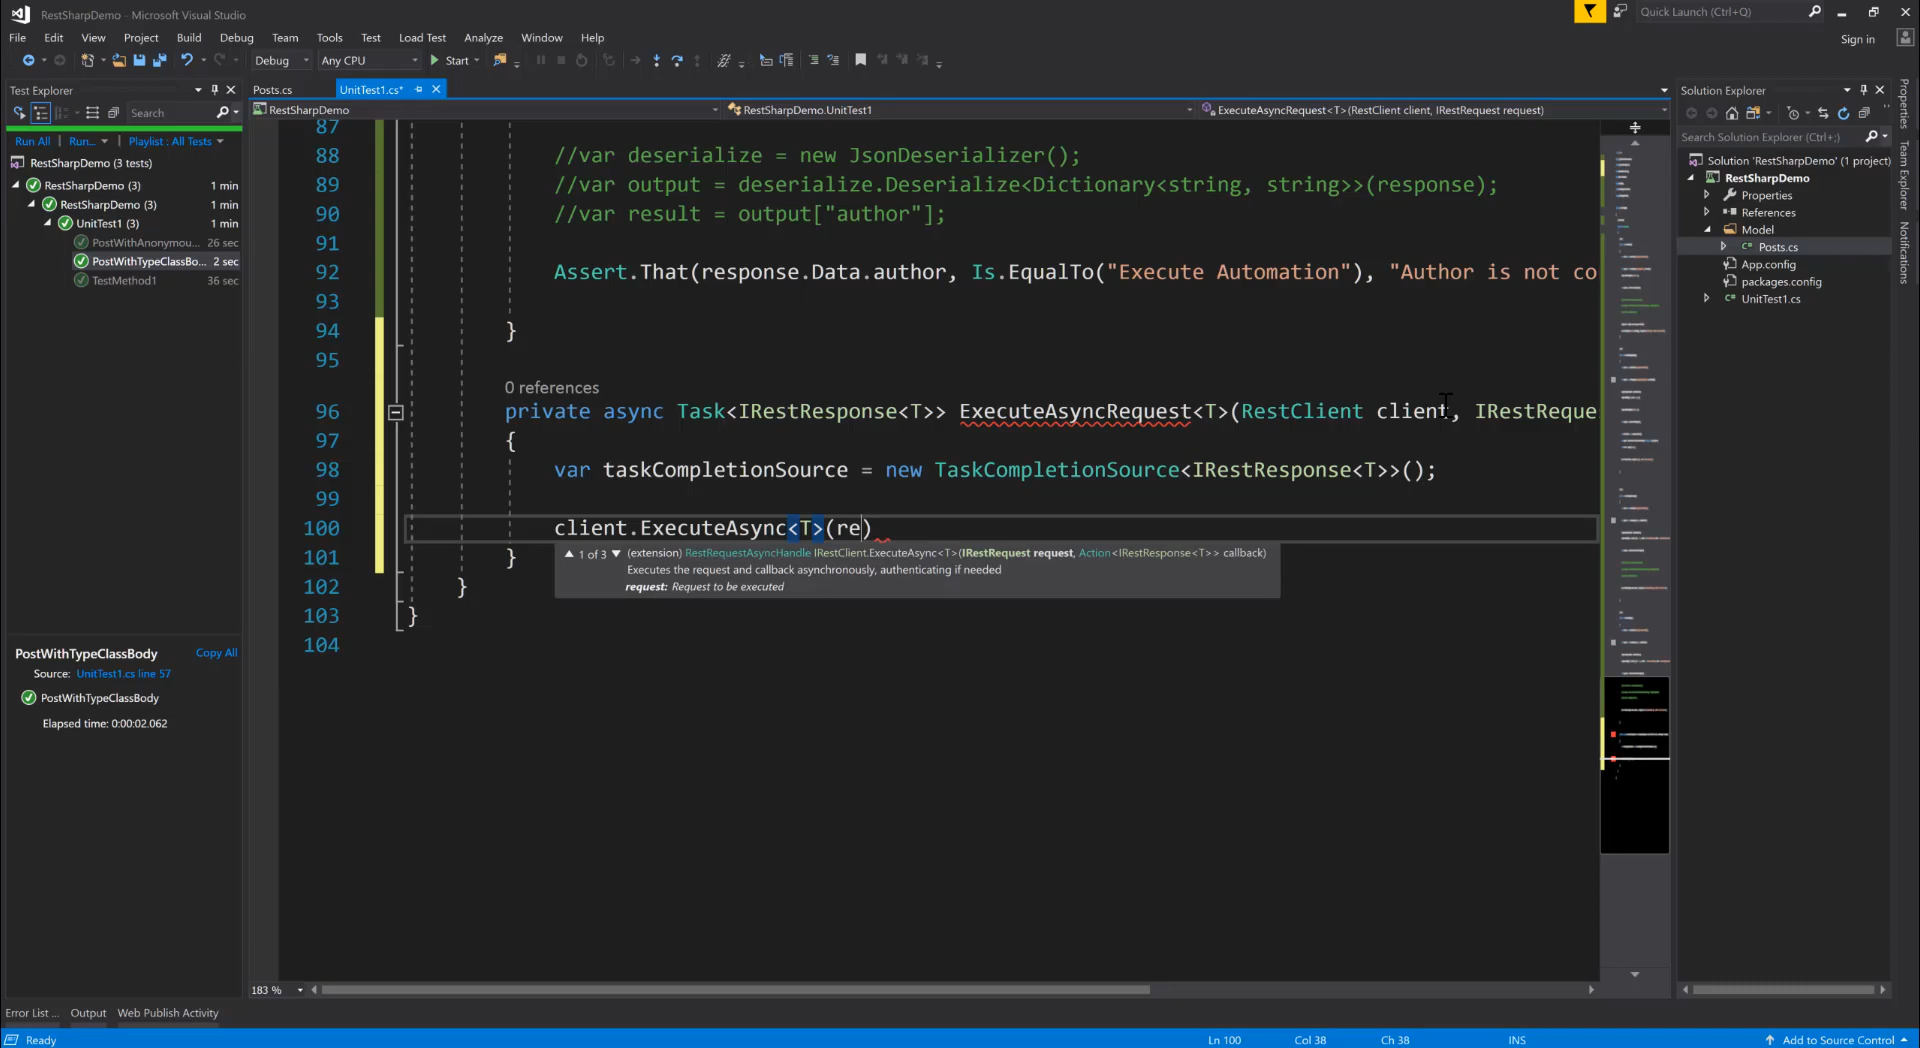 RestSharpDemo - Microsoft Visual Studio
Quick Launch (Ctrl+Q)
File Edit View Project Build Debug Team Tools Test Load Test Analyze Window Help
Sign in
Debug Any CPU Start
Test Explorer
Posts.cs UnitTest1.cs*
Solution Explorer
Search
RestSharpDemo RestSharpDemo.UnitTest1 ExecuteAsyncRequest<T>(RestClient client, IRestRequest request)
Run All | Run... | Playlist : All Tests
Search Solution Explorer (Ctrl+;)
RestSharpDemo (3 tests)
RestSharpDemo (3) 1 min
RestSharpDemo (3) 1 min
UnitTest1 (3) 1 min
PostWithAnonymou... 26 sec
PostWithTypeClassBo... 2 sec
TestMethod1 36 sec
PostWithTypeClassBody Copy All
Source: UnitTest1.cs line 57
PostWithTypeClassBody
Elapsed time: 0:00:02.062
87
88 //var deserialize = new JsonDeserializer();
89 //var output = deserialize.Deserialize<Dictionary<string, string>>(response);
90 //var result = output["author"];
91
92 Assert.That(response.Data.author, Is.EqualTo("Execute Automation"), "Author is not co
93
94 }
95
0 references
96 private async Task<IRestResponse<T>> ExecuteAsyncRequest<T>(RestClient client, IRestReque
97 {
98 var taskCompletionSource = new TaskCompletionSource<IRestResponse<T>>();
99
100 client.ExecuteAsync<T>(re)
1 of 3 (extension) RestRequestAsyncHandle IRestClient.ExecuteAsync<T>(IRestRequest request, Action<IRestResponse<T>> callback)
Executes the request and callback asynchronously, authenticating if needed
request: Request to be executed
101 }
102 }
103 }
104
Solution 'RestSharpDemo' (1 project)
RestSharpDemo
Properties
References
Model
C# Posts.cs
App.config
packages.config
C# UnitTest1.cs
Properties
Team Explorer
Notifications
183 %
Error List ... Output Web Publish Activity
Ready Ln 100 Col 38 Ch 38 INS Add to Source Control